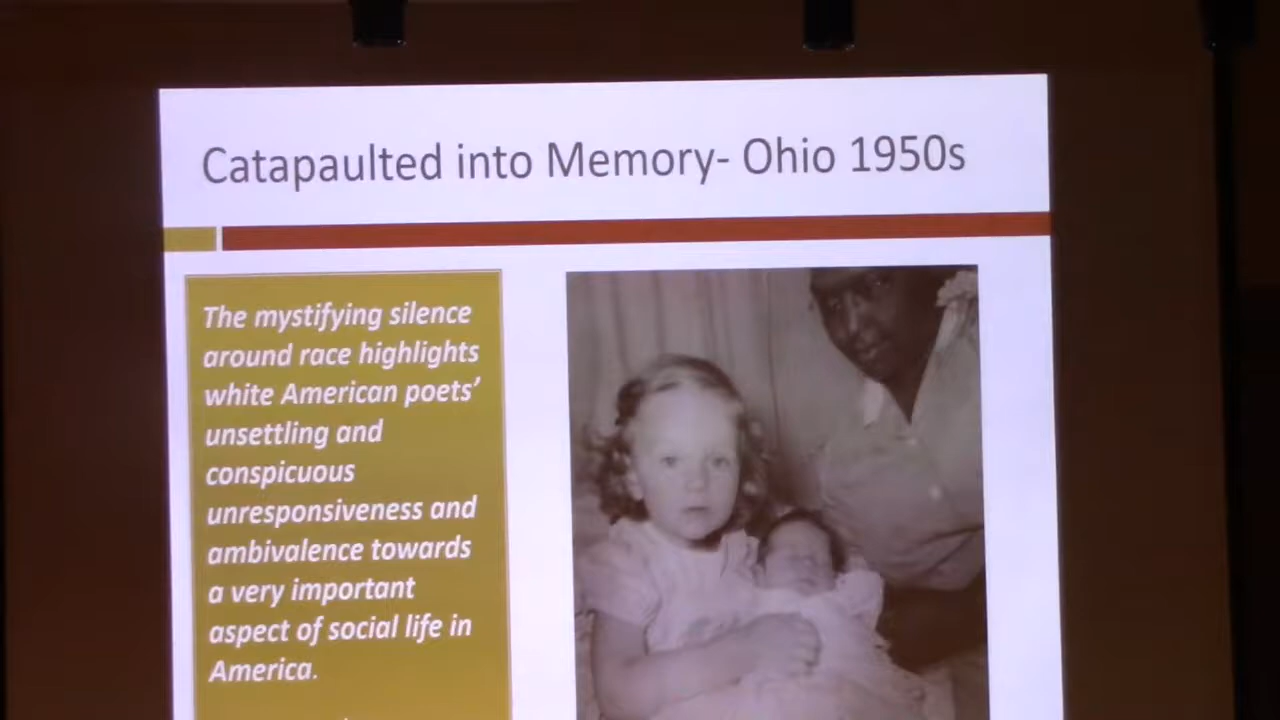 Catapaulted into Memory- Ohio 1950s
The mystifying silence
around race highlights
white American poets’
unsettling and
conspicuous
unresponsiveness and
ambivalence towards
a very important
aspect of social life in
America.